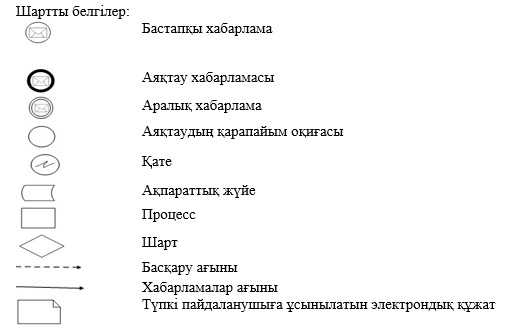 Шартты белгілер:
Бастапқы хабарлама
Аяқтау хабарламасы
Аралық хабарлама
Аяқтаудың қарапайым оқиғасы
Қате
Ақпараттық жүйе
Процесс
Шарт
Басқару ағыны
Хабарламалар ағыны
Түпкі пайдаланушыға ұсынылатын электрондық құжат